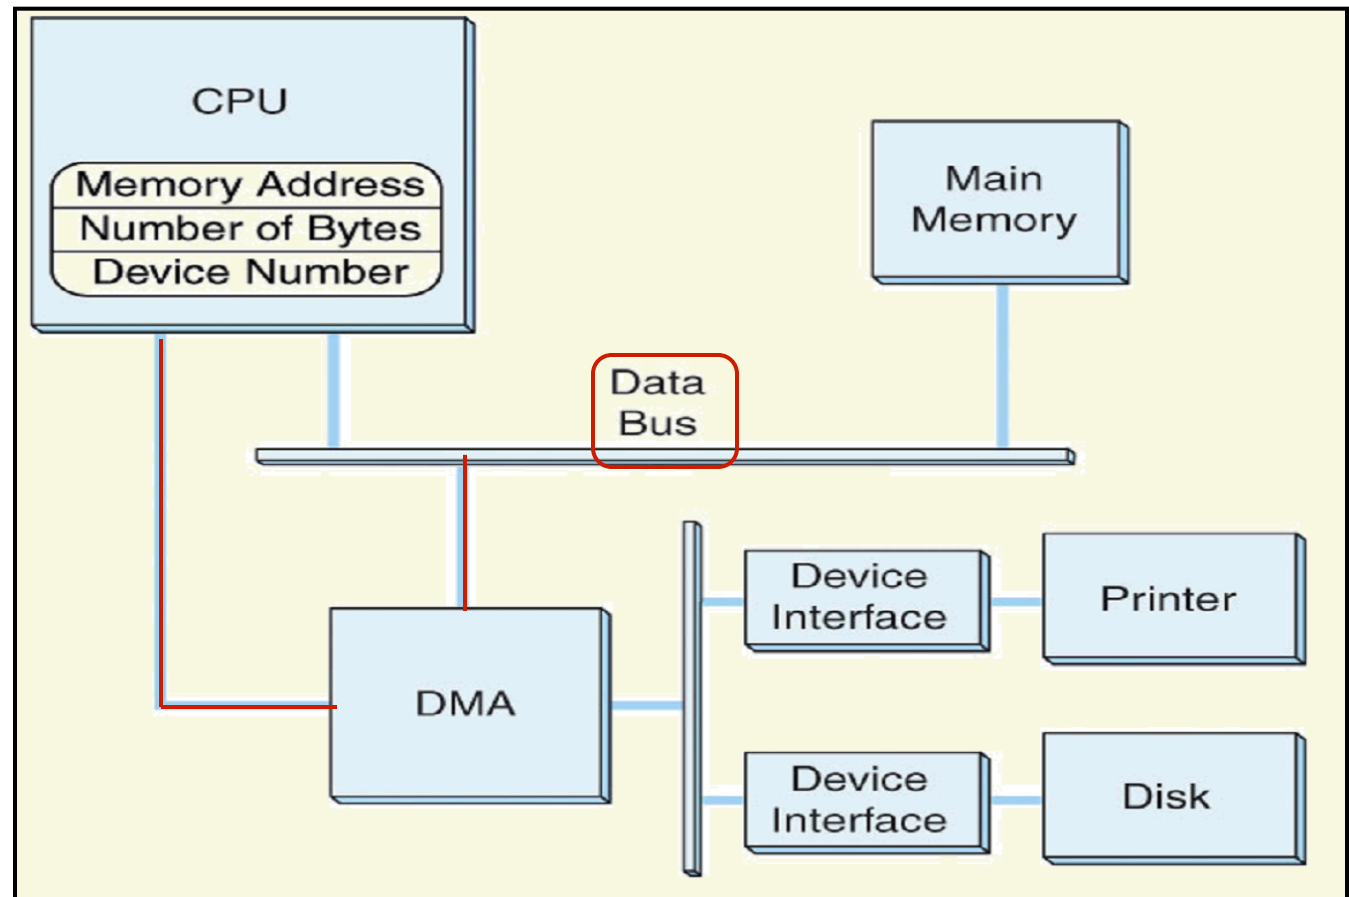 CPU
Memory Address
Number of Bytes
Device Number
Main
Memory
Data
Bus
Device
Interface
Printer
DMA
Device
Interface
Disk